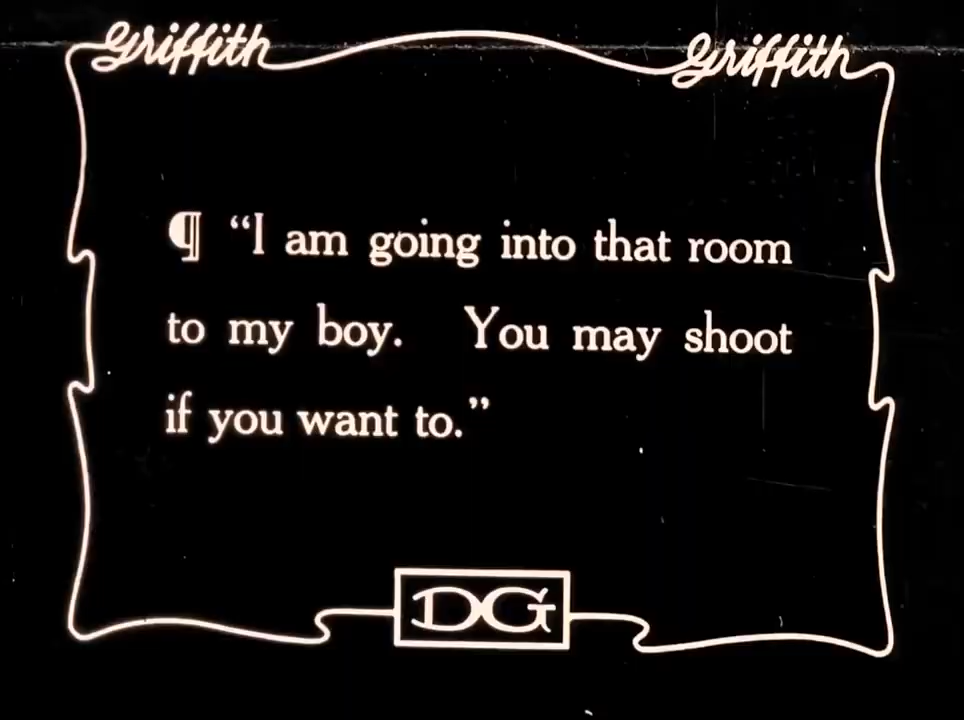 Griffith Griffith
¶ “I am going into that room
to my boy. You may shoot
if you want to.”
DG